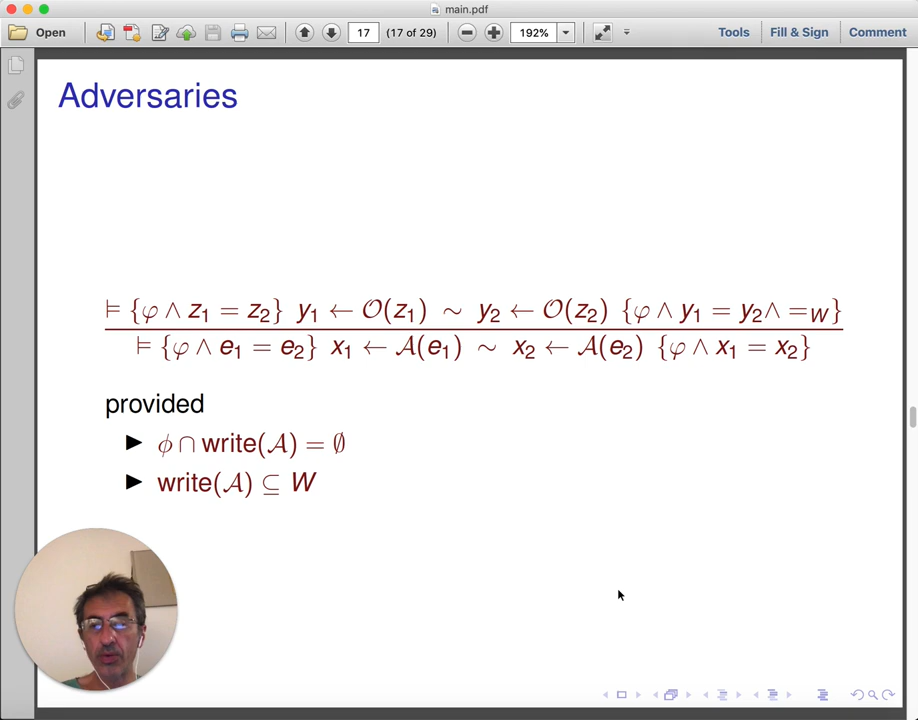 main.pdf
Open 17 (17 of 29) 192% Tools Fill & Sign Comment
Adversaries
⊨ {φ ∧ z₁ = z₂} y₁ ← 𝒪(z₁) ∼ y₂ ← 𝒪(z₂) {φ ∧ y₁ = y₂∧ =W}
⊨ {φ ∧ e₁ = e₂} x₁ ← 𝒜(e₁) ∼ x₂ ← 𝒜(e₂) {φ ∧ x₁ = x₂}
provided
▶ ϕ ∩ write(𝒜) = ∅
▶ write(𝒜) ⊆ W